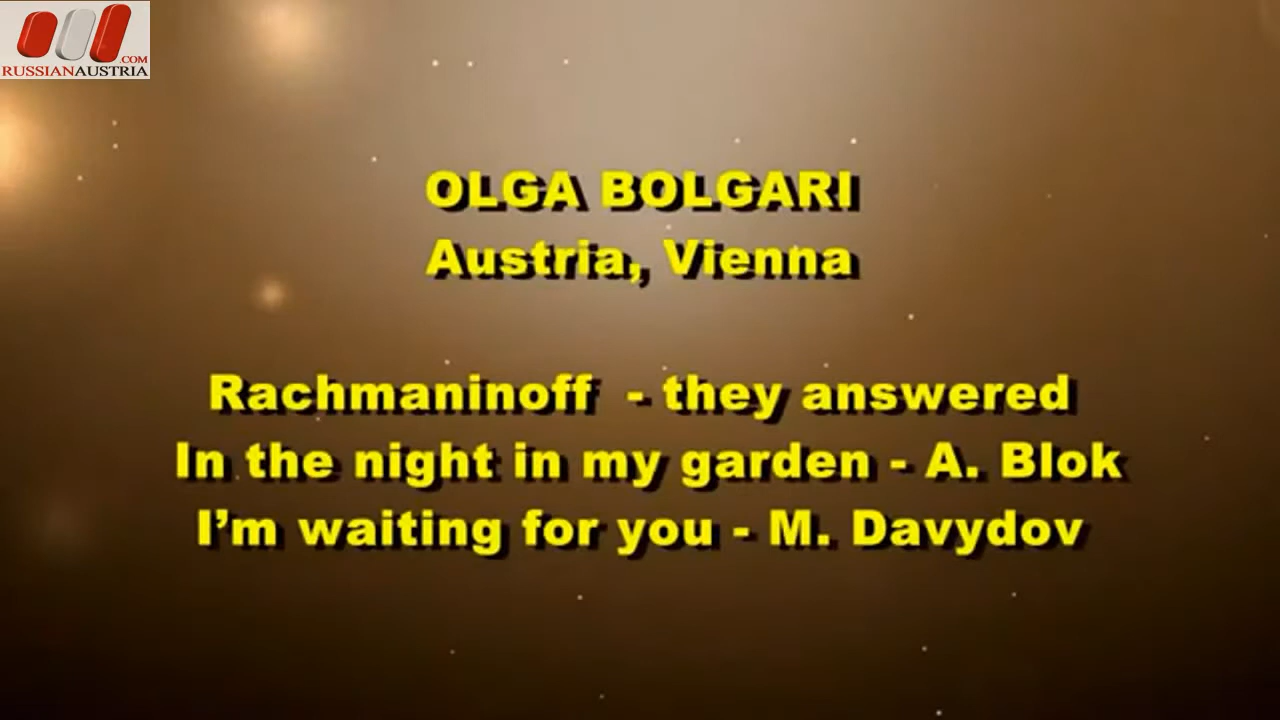 .COM
RUSSIANAUSTRIA
OLGA BOLGARI
Austria, Vienna
Rachmaninoff - they answered
In the night in my garden - A. Blok
I'm waiting for you - M. Davydov